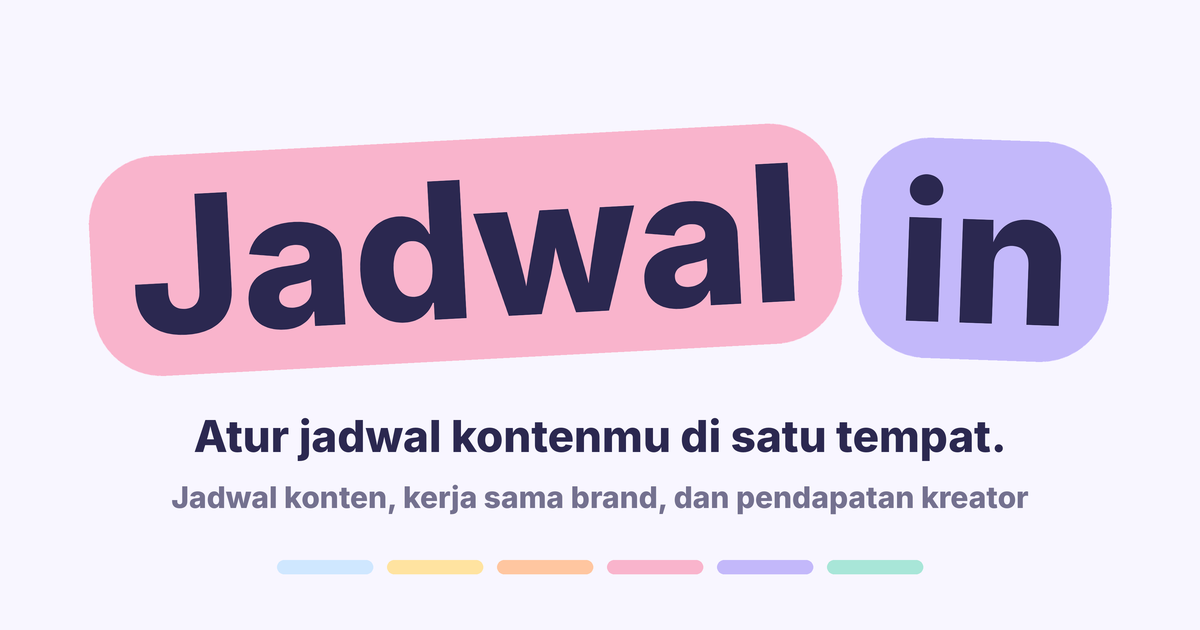 Jadwal in
Atur jadwal kontenmu di satu tempat.
Jadwal konten, kerja sama brand, dan pendapatan kreator